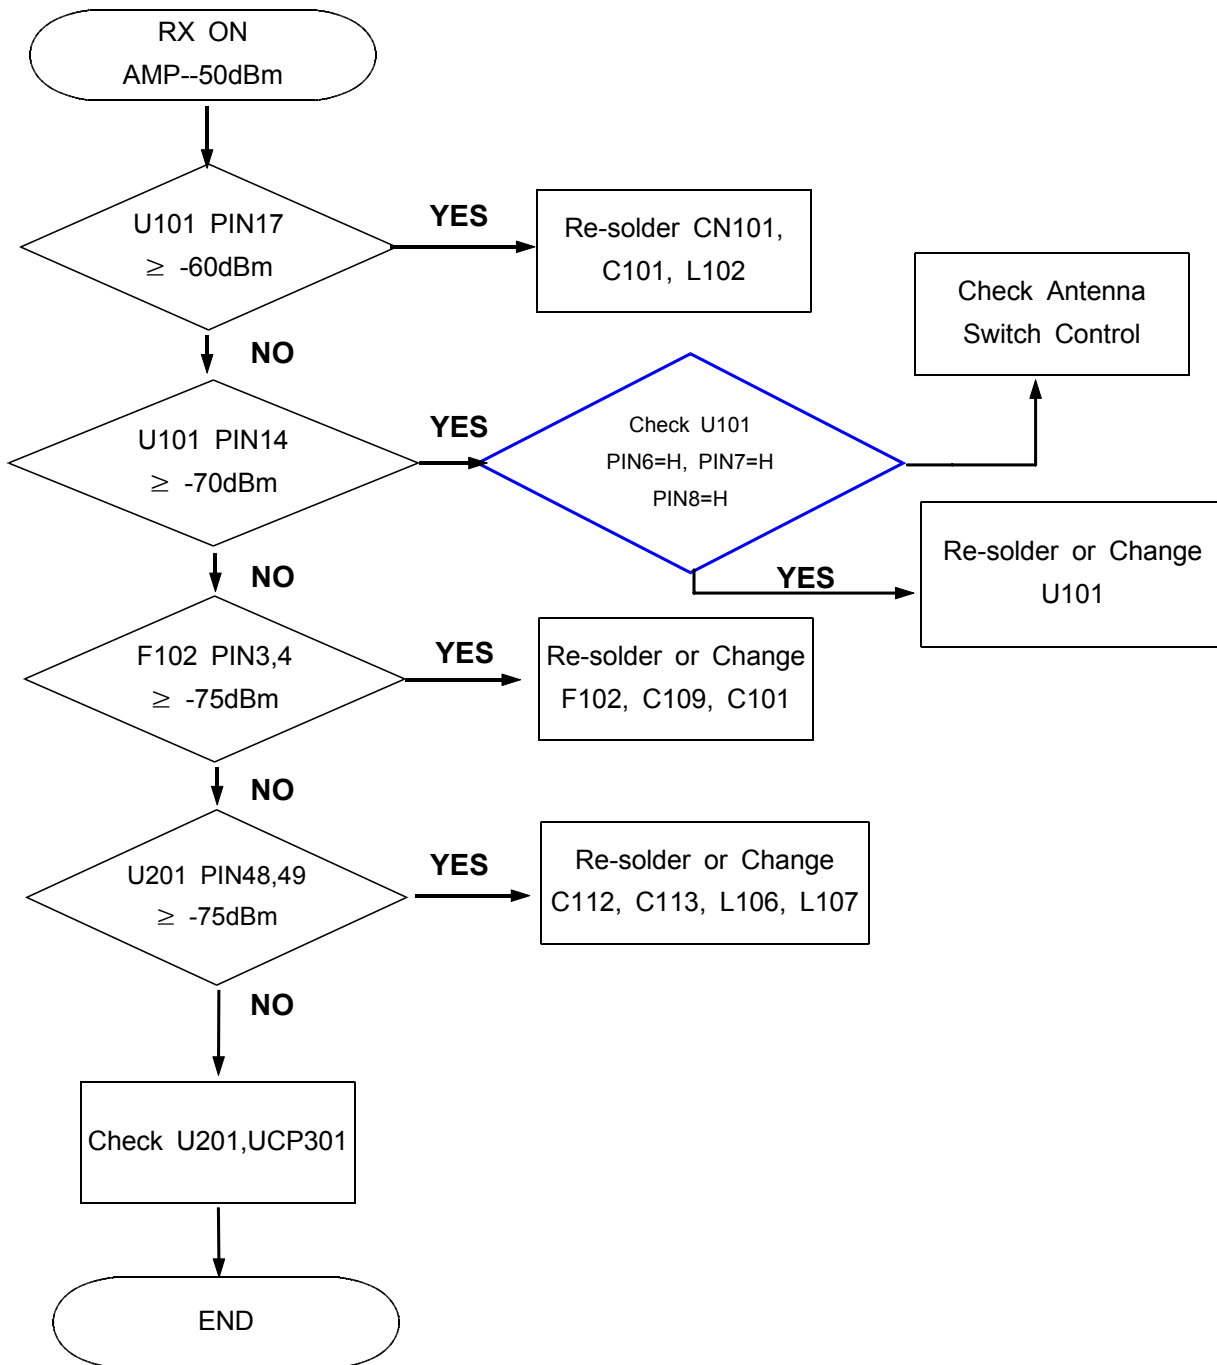 RX ON
AMP--50dBm
U101 PIN17
≥ -60dBm
YES
Re-solder CN101,
C101, L102
NO
Check Antenna
Switch Control
U101 PIN14
≥ -70dBm
YES
Check U101
PIN6=H, PIN7=H
PIN8=H
YES
Re-solder or Change
U101
NO
F102 PIN3,4
≥ -75dBm
YES
Re-solder or Change
F102, C109, C101
NO
U201 PIN48,49
≥ -75dBm
YES
Re-solder or Change
C112, C113, L106, L107
NO
Check U201,UCP301
END